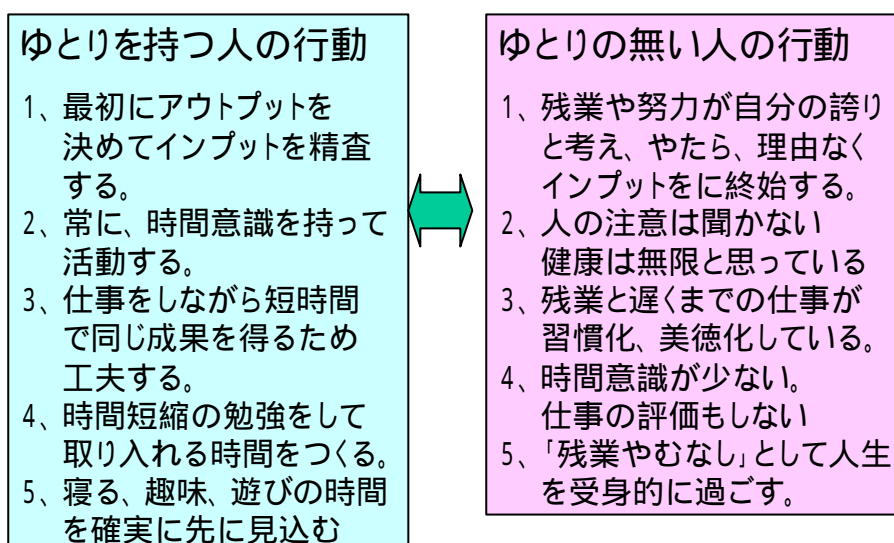 ゆとりを持つ人の行動
1、最初にアウトプットを
決めてインプットを精査
する。
2、常に、時間意識を持って
活動する。
3、仕事をしながら短時間
で同じ成果を得るため
工夫する。
4、時間短縮の勉強をして
取り入れる時間をつくる。
5、寝る、趣味、遊びの時間
を確実に先に見込む
ゆとりの無い人の行動
1、残業や努力が自分の誇り
と考え、やたら、理由なく
インプットをに終始する。
2、人の注意は聞かない
健康は無限と思っている
3、残業と遅くまでの仕事が
習慣化、美徳化している。
4、時間意識が少ない。
仕事の評価もしない
5、「残業やむなし」として人生
を受身的に過ごす。